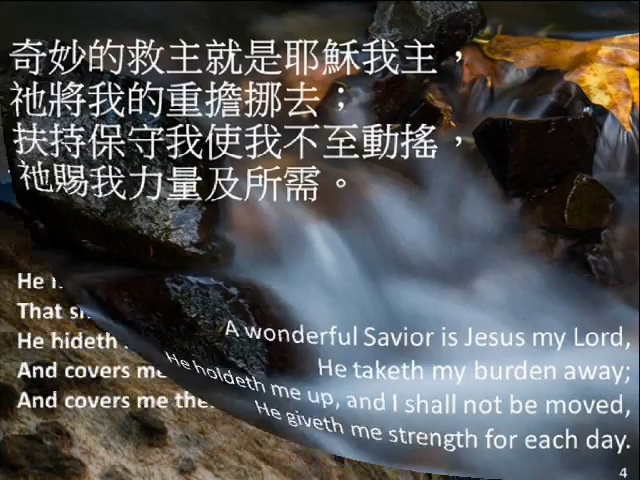 奇妙的救主就是耶穌我主，
祂將我的重擔挪去；
扶持保守我使我不至動搖，
祂賜我力量及所需。
He
That
He hideth
And covers me
And covers me
A wonderful Savior is Jesus my Lord,
He taketh my burden away;
He holdeth me up, and I shall not be moved,
He giveth me strength for each day.
4